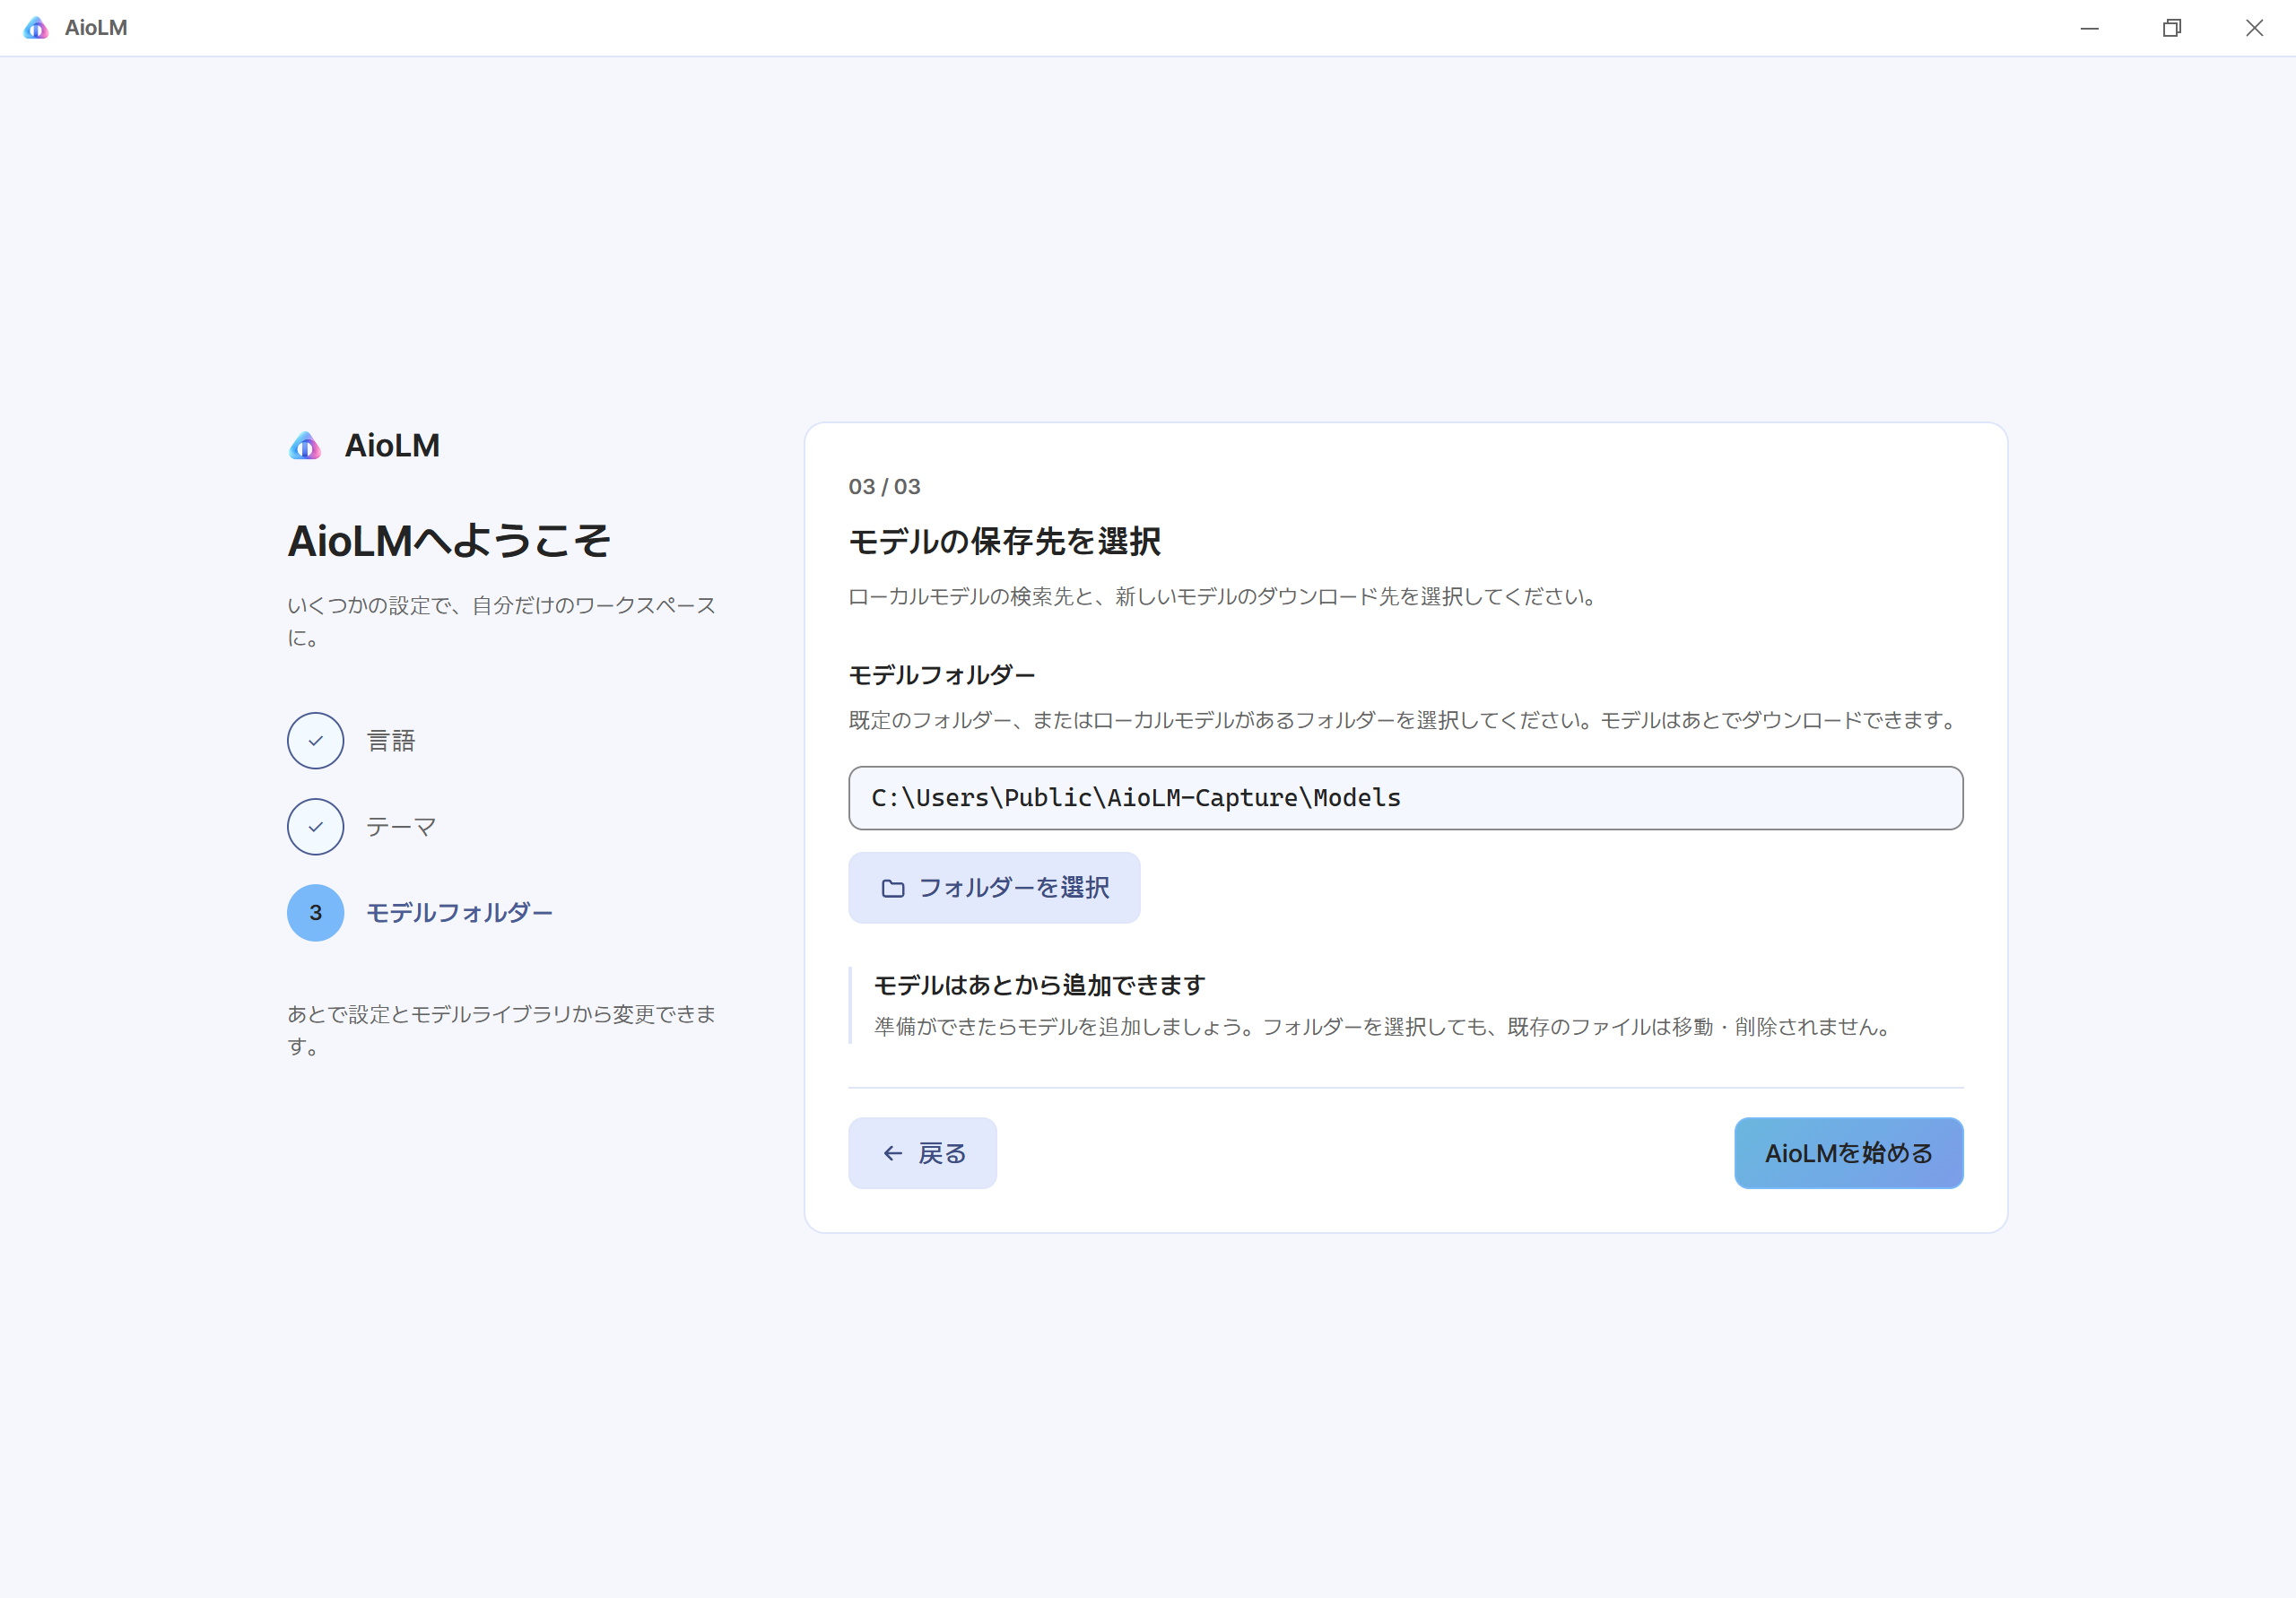 AioLM
AioLM
AioLMへようこそ
いくつかの設定で、自分だけのワークスペース
に。
言語
テーマ
3 モデルフォルダー
あとで設定とモデルライブラリから変更できま
す。
03 / 03
モデルの保存先を選択
ローカルモデルの検索先と、新しいモデルのダウンロード先を選択してください。
モデルフォルダー
既定のフォルダー、またはローカルモデルがあるフォルダーを選択してください。モデルはあとでダウンロードできます。
C:\Users\Public\AioLM-Capture\Models
フォルダーを選択
モデルはあとから追加できます
準備ができたらモデルを追加しましょう。フォルダーを選択しても、既存のファイルは移動・削除されません。
戻る
AioLMを始める